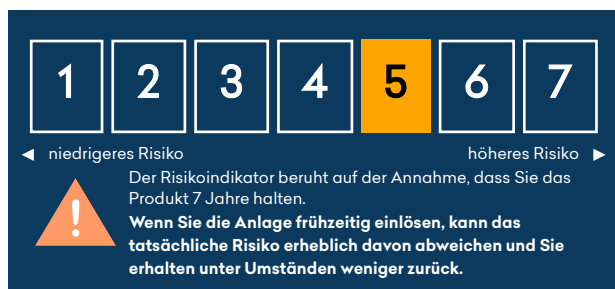 1 2 3 4 5 6 7
◄ niedrigeres Risiko höheres Risiko ►
Der Risikoindikator beruht auf der Annahme, dass Sie das
Produkt 7 Jahre halten.
Wenn Sie die Anlage frühzeitig einlösen, kann das
tatsächliche Risiko erheblich davon abweichen und Sie
erhalten unter Umständen weniger zurück.
!